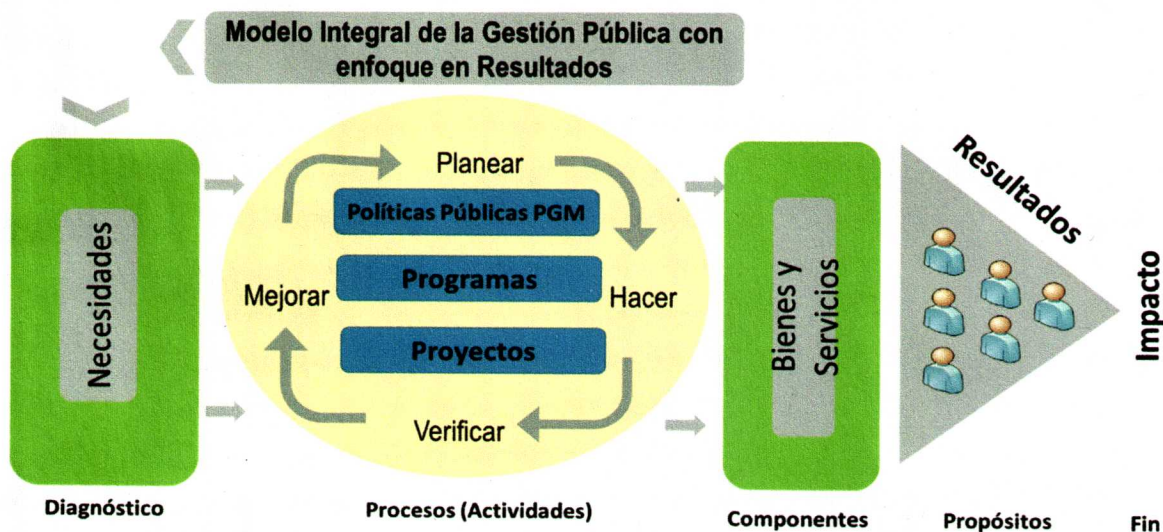 Modelo Integral de la Gestión Pública con
enfoque en Resultados
Necesidades
Planear
Políticas Públicas PGM
Programas
Proyectos
Mejorar
Hacer
Verificar
Bienes y
Servicios
Resultados
Impacto
Diagnóstico
Procesos (Actividades)
Componentes
Propósitos
Fin